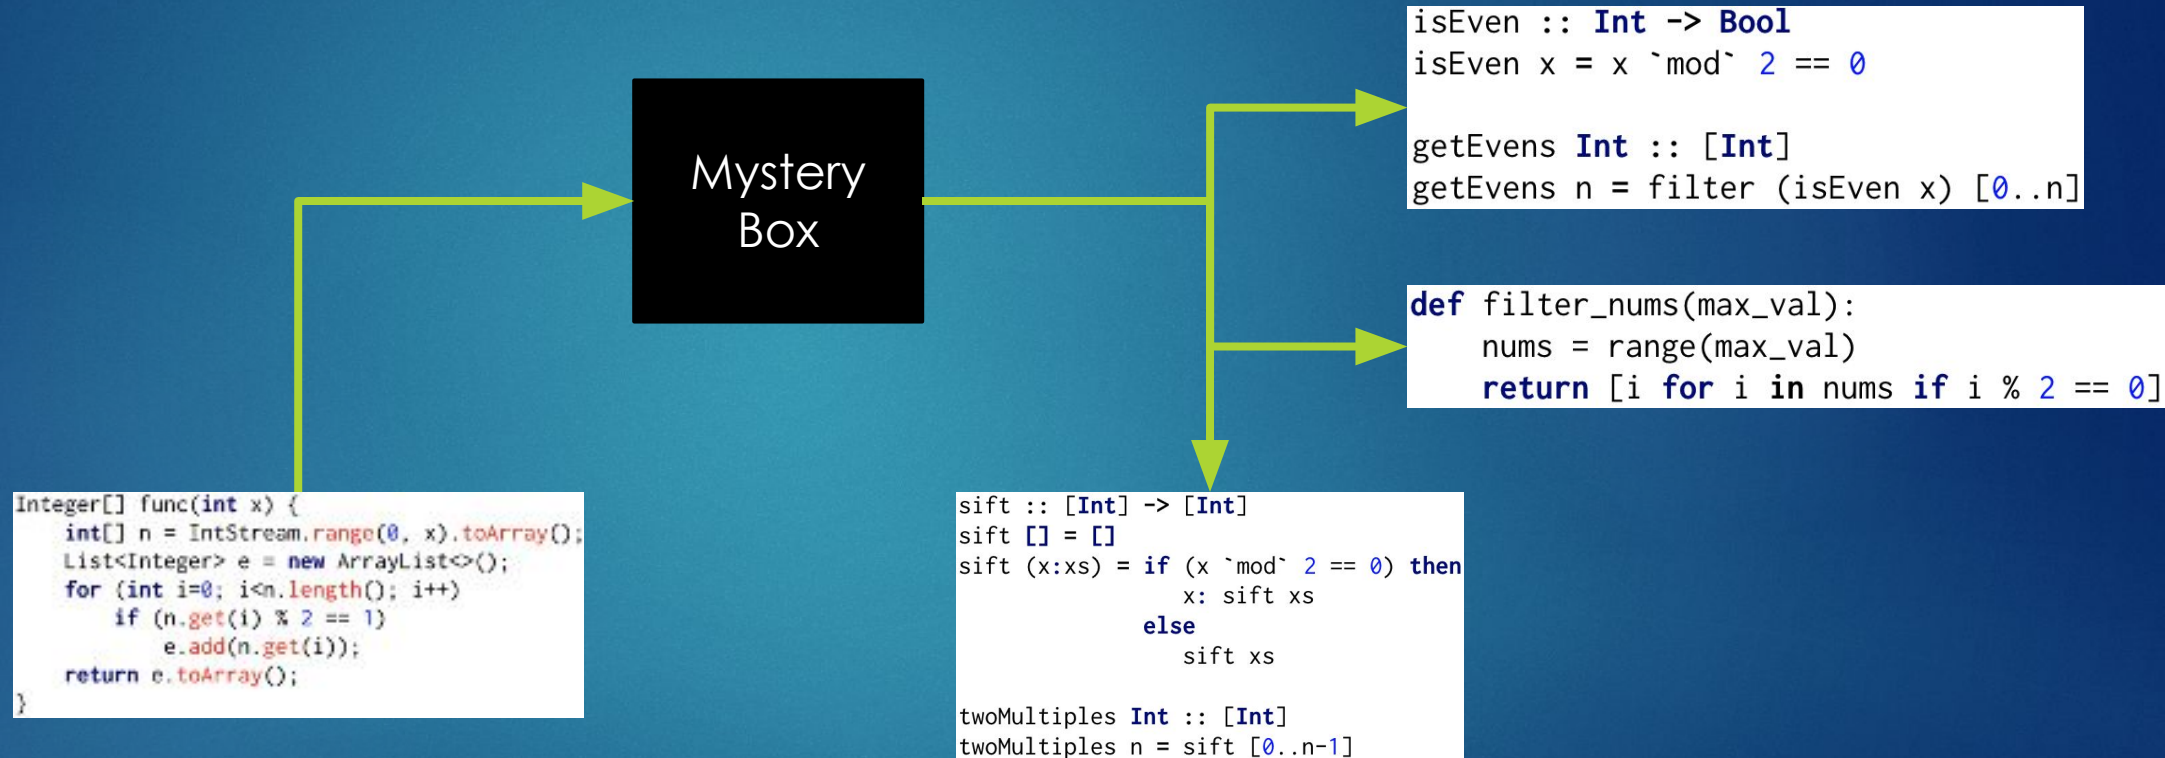 Mystery
Box
isEven :: Int -> Bool
isEven x = x `mod` 2 == 0
getEvens Int :: [Int]
getEvens n = filter (isEven x) [0..n]
def filter_nums(max_val):
    nums = range(max_val)
    return [i for i in nums if i % 2 == 0]
Integer[] func(int x) {
    int[] n = IntStream.range(0, x).toArray();
    List<Integer> e = new ArrayList<>();
    for (int i=0; i<n.length(); i++)
        if (n.get(i) % 2 == 1)
            e.add(n.get(i));
    return e.toArray();
}
sift :: [Int] -> [Int]
sift [] = []
sift (x:xs) = if (x `mod` 2 == 0) then
                 x: sift xs
              else
                 sift xs
twoMultiples Int :: [Int]
twoMultiples n = sift [0..n-1]